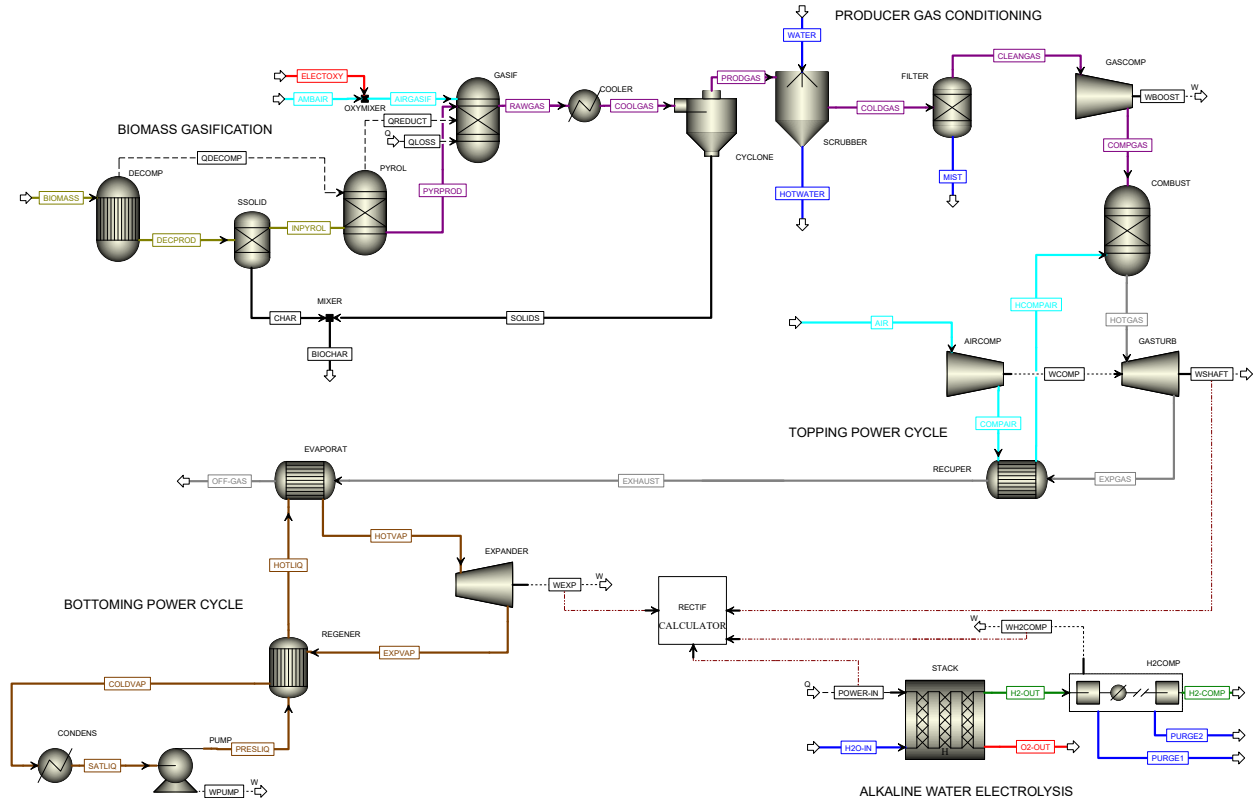 PRODUCER GAS CONDITIONING
WATER
CLEANGAS
GASCOMP
W
WBOOST
ELECTOXY
GASIF
AMBAIR
AIRGASIF
OXYMIXER
COOLER
PRODGAS
FILTER
RAWGAS
COOLGAS
COLDGAS
SCRUBBER
CYCLONE
COMPGAS
BIOMASS GASIFICATION
QREDUCT
Q
QLOSS
QDECOMP
DECOMP
PYROL
PYRPROD
MIST
COMBUST
BIOMASS
SSOLID
HOTWATER
INPYROL
DECPROD
MIXER
CHAR
SOLIDS
BIOCHAR
HCOMPAIR
HOTGAS
AIR
AIRCOMP
GASTURB
WCOMP
WSHAFT
COMPAIR
TOPPING POWER CYCLE
EVAPORAT
RECUPER
OFF-GAS
EXHAUST
EXPGAS
HOTVAP
EXPANDER
HOTLIQ
W
WEXP
RECTIF
CALCULATOR
BOTTOMING POWER CYCLE
REGENER
EXPVAP
W
WH2COMP
COLDVAP
STACK
H2COMP
Q
POWER-IN
H2-OUT
H2-COMP
CONDENS
PUMP
PRESLIQ
SATLIQ
H2O-IN
H
O2-OUT
PURGE2
PURGE1
WPUMP
W
ALKALINE WATER ELECTROLYSIS